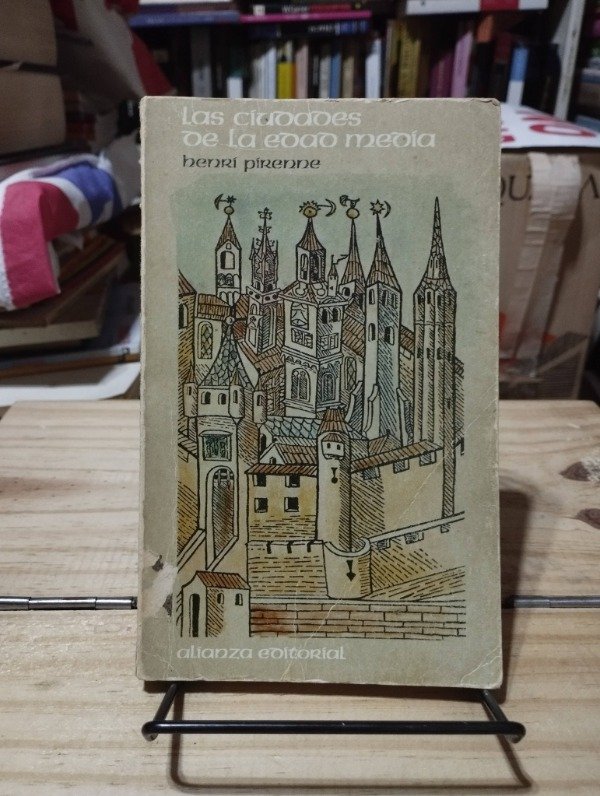 las ciudades
de la edad media
henri pirenne
alianza editorial